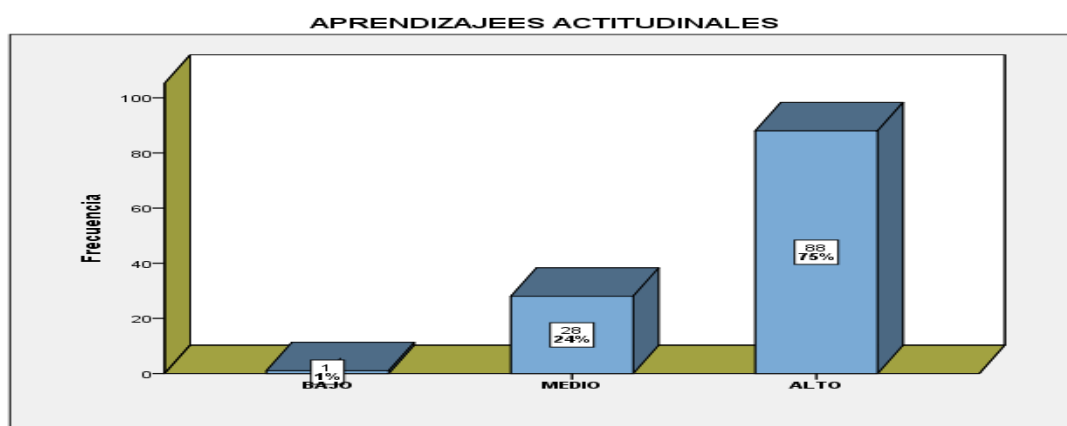 APRENDIZAJEES ACTITUDINALES
Frecuencia
100
80
60
40
20
0
1
1%
28
24%
88
75%
BAJO
MEDIO
ALTO